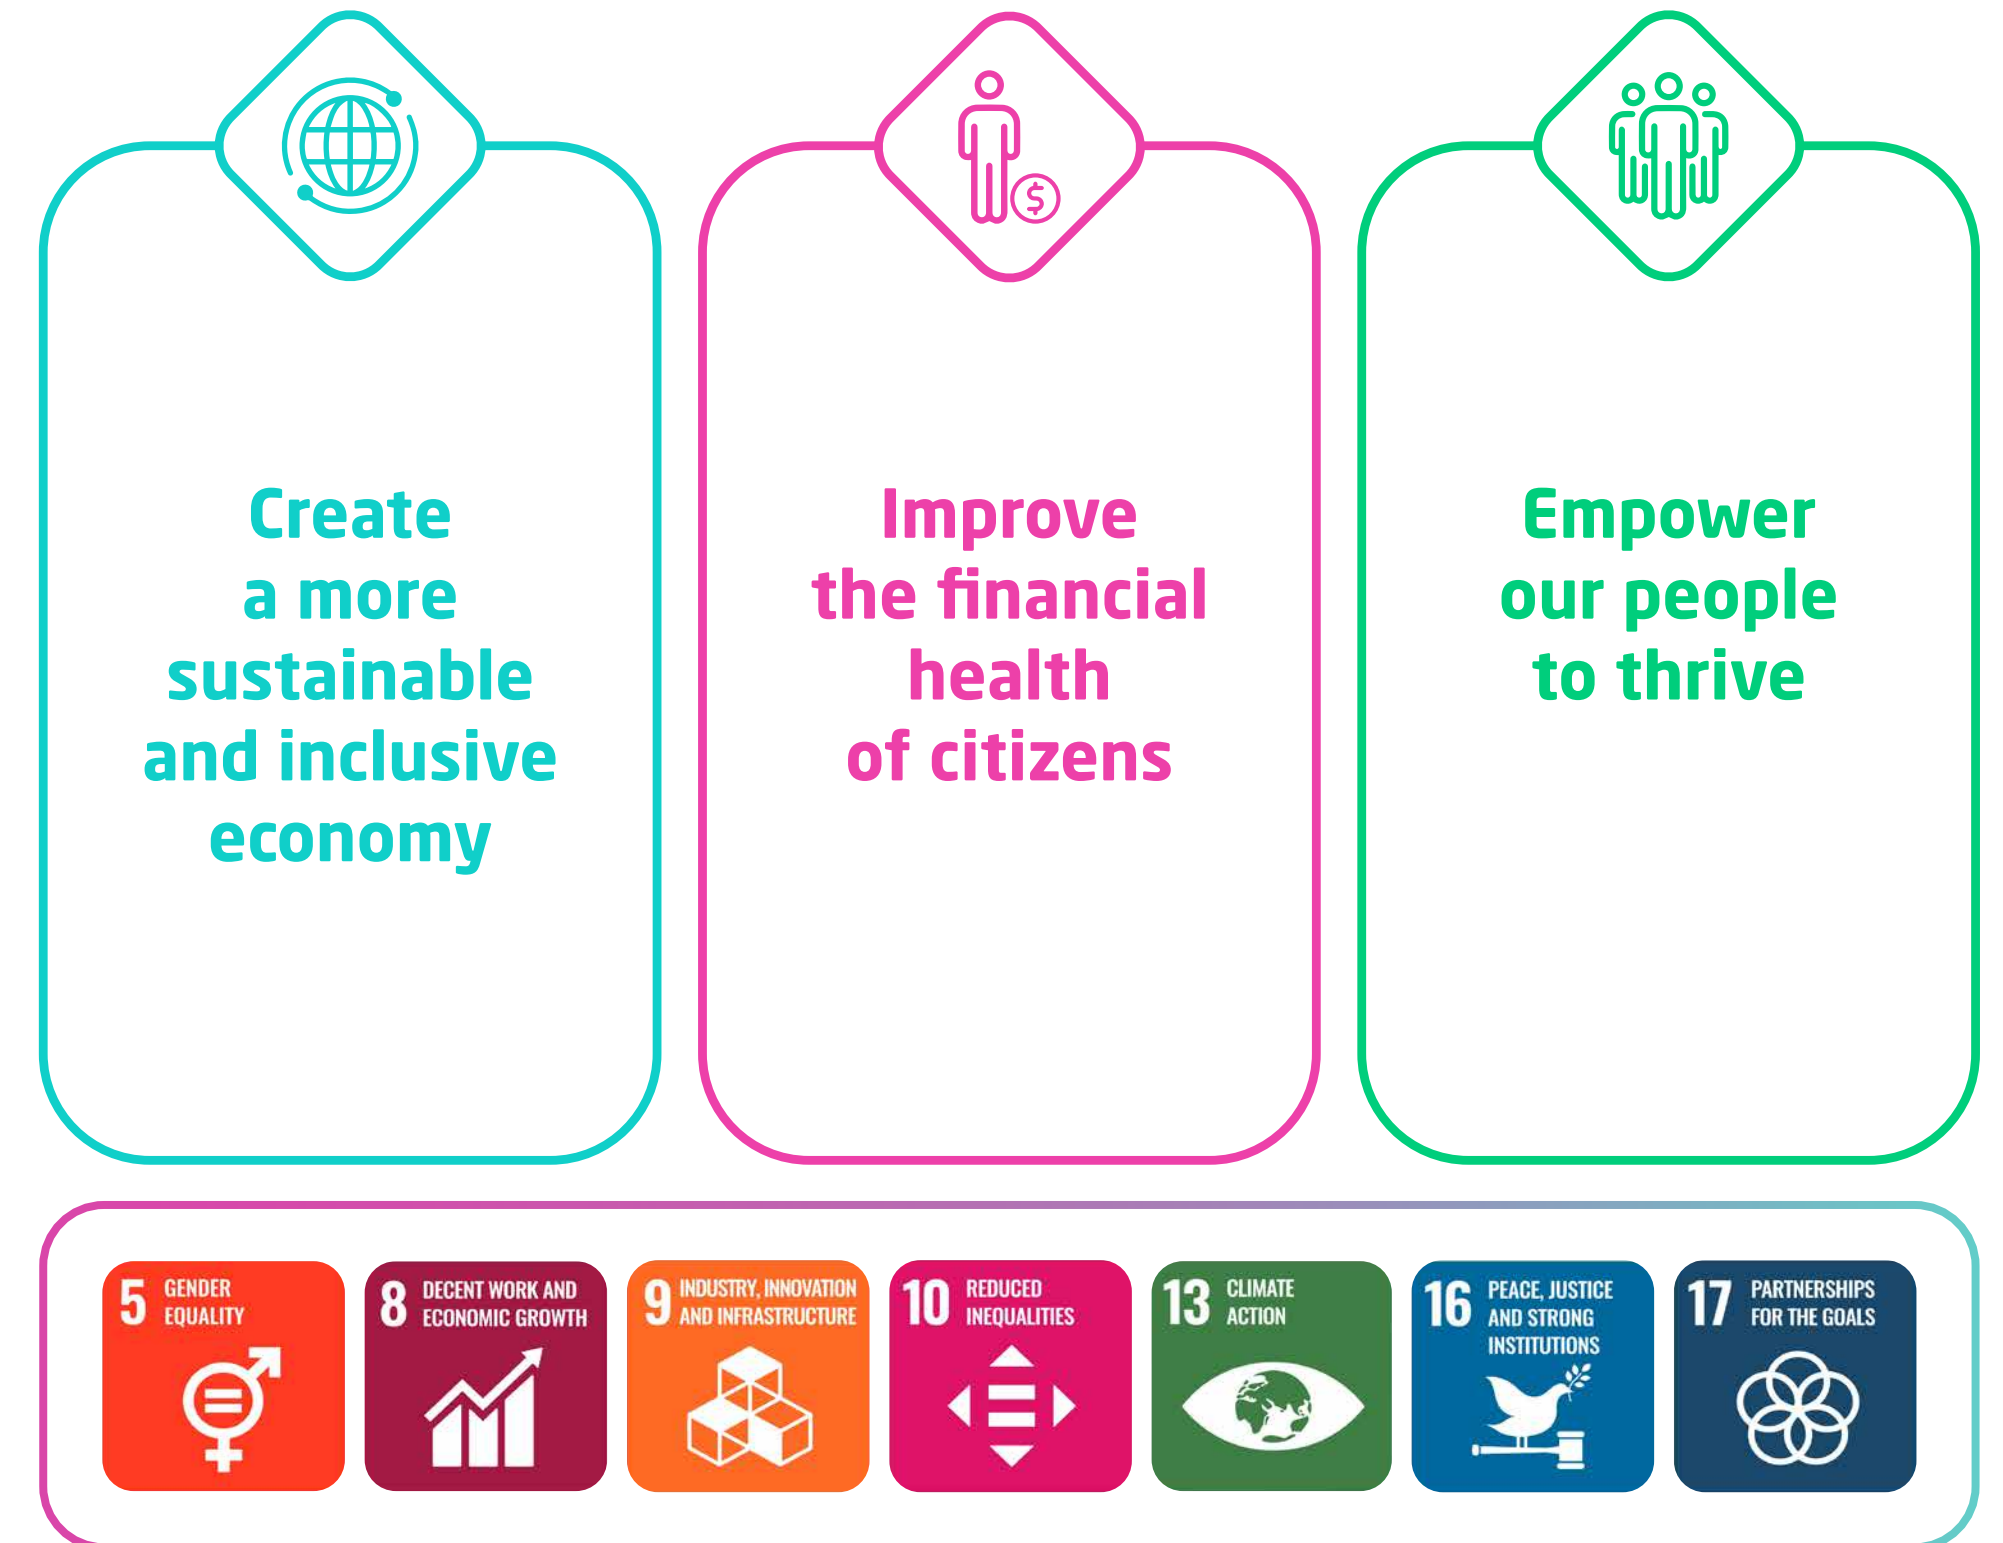 Create
a more
sustainable
and inclusive
economy
Improve
the financial
health
of citizens
$
Empower
our people
to thrive
5 GENDER
EQUALITY
8 DECENT WORK AND
ECONOMIC GROWTH
9 INDUSTRY, INNOVATION
AND INFRASTRUCTURE
10 REDUCED
INEQUALITIES
13 CLIMATE
ACTION
16 PEACE, JUSTICE
AND STRONG
INSTITUTIONS
17 PARTNERSHIPS
FOR THE GOALS